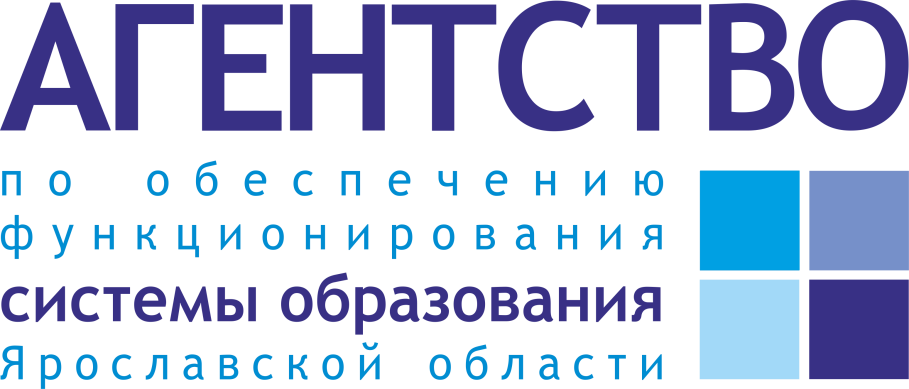 АГЕНТСТВО
по обеспечению
функционирования
системы образования
Ярославской области